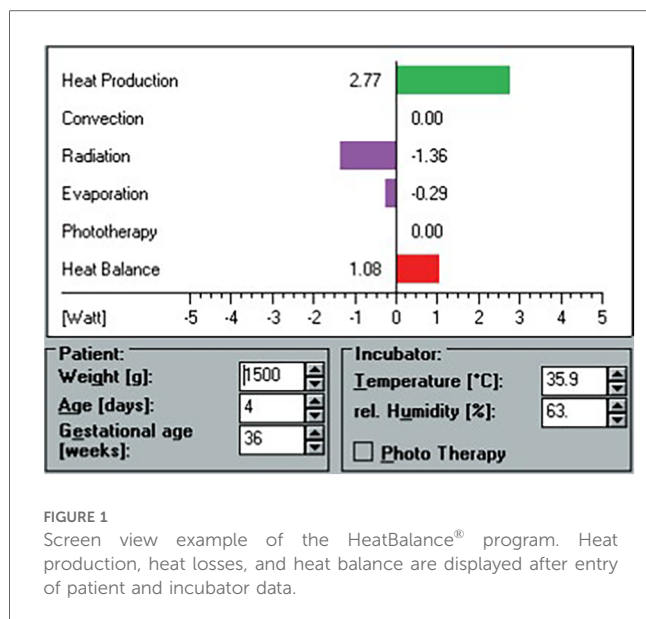 Heat Production 2.77
Convection 0.00
Radiation -1.36
Evaporation -0.29
Phototherapy 0.00
Heat Balance 1.08
[Watt] -5 -4 -3 -2 -1 0 1 2 3 4 5
Patient:
Weight [g]: 1500
Age [days]: 4
Gestational age
[weeks]: 36
Incubator:
Temperature [°C]: 35.9
rel. Humidity [%]: 63.
Photo Therapy
FIGURE 1
Screen view example of the HeatBalance® program. Heat
production, heat losses, and heat balance are displayed after entry
of patient and incubator data.